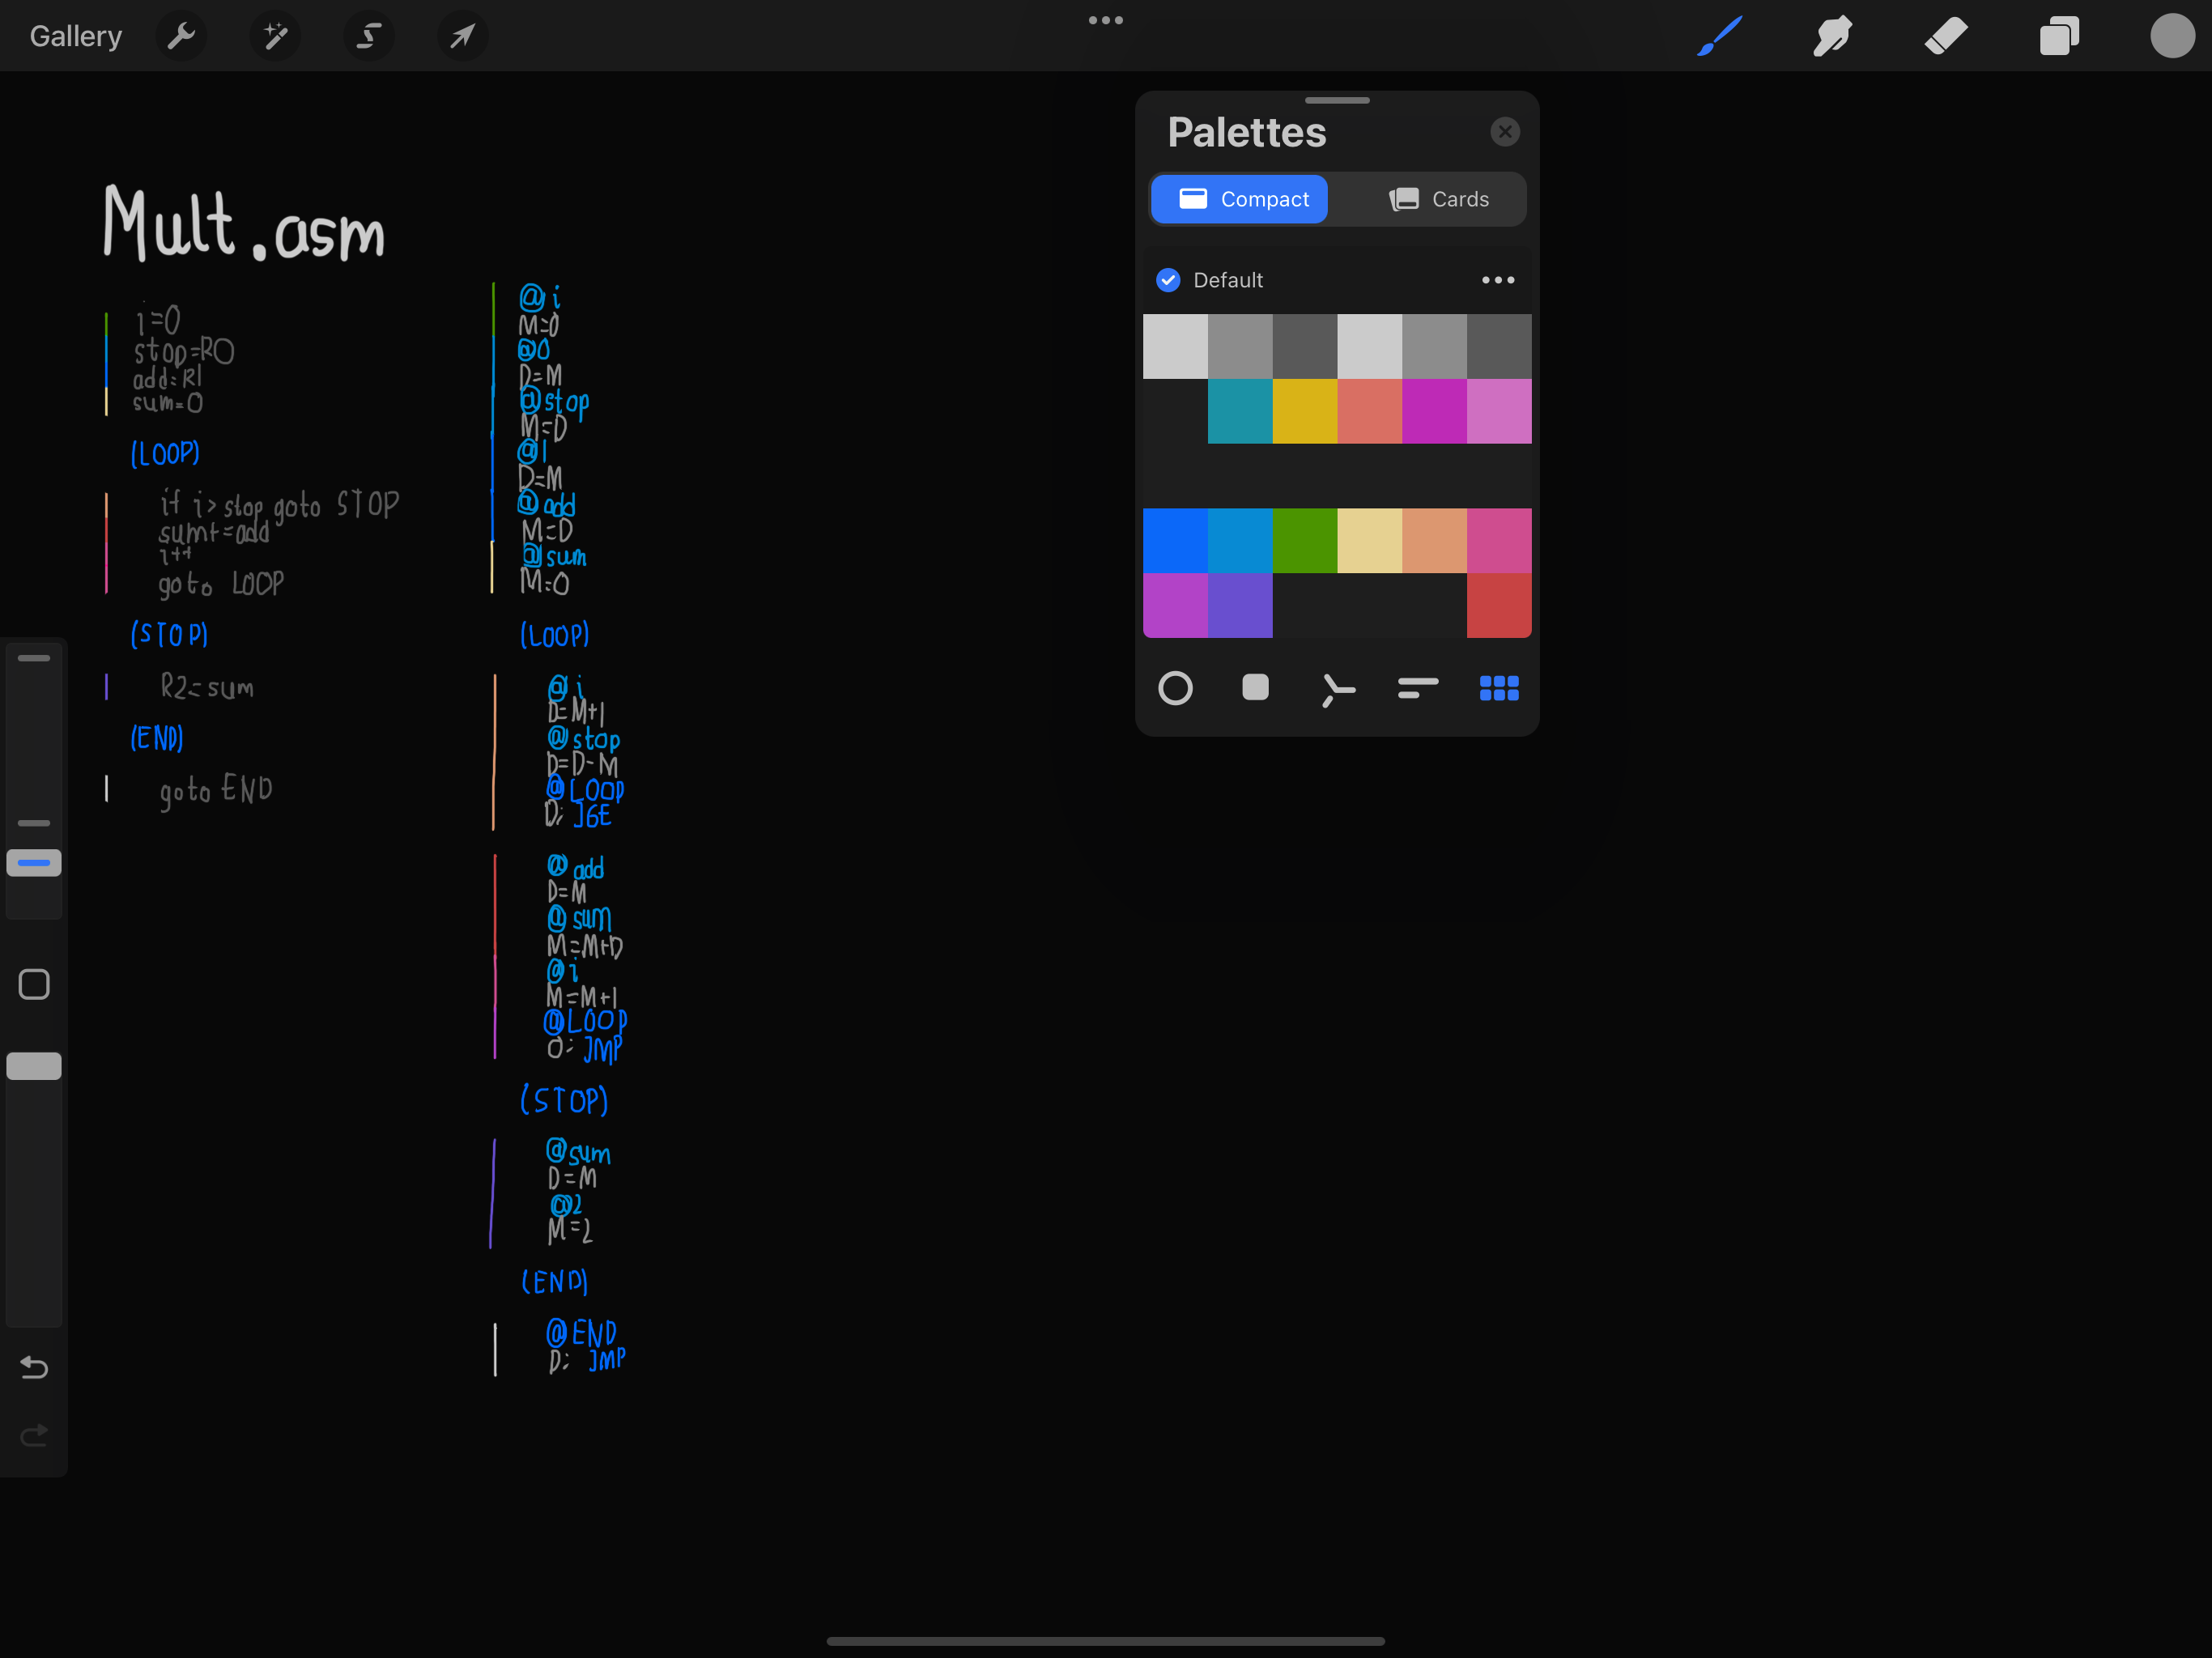 Gallery
Palettes
Compact
Cards
Default
Mult.asm
i=0
stop=R0
add=R1
sum=0
(LOOP)
if i>stop goto STOP
sum+=add
i++
goto LOOP
(STOP)
R2=sum
(END)
goto END
@i
M=0
@0
D=M
@stop
M=D
@1
D=M
@add
M=D
@sum
M=0
(LOOP)
@i
D=M+1
@stop
D=D-M
@LOOP
D; JGE
@add
D=M
@sum
M=M+D
@i
M=M+1
@LOOP
0; JMP
(STOP)
@sum
D=M
@2
M=2
(END)
@END
D; JMP